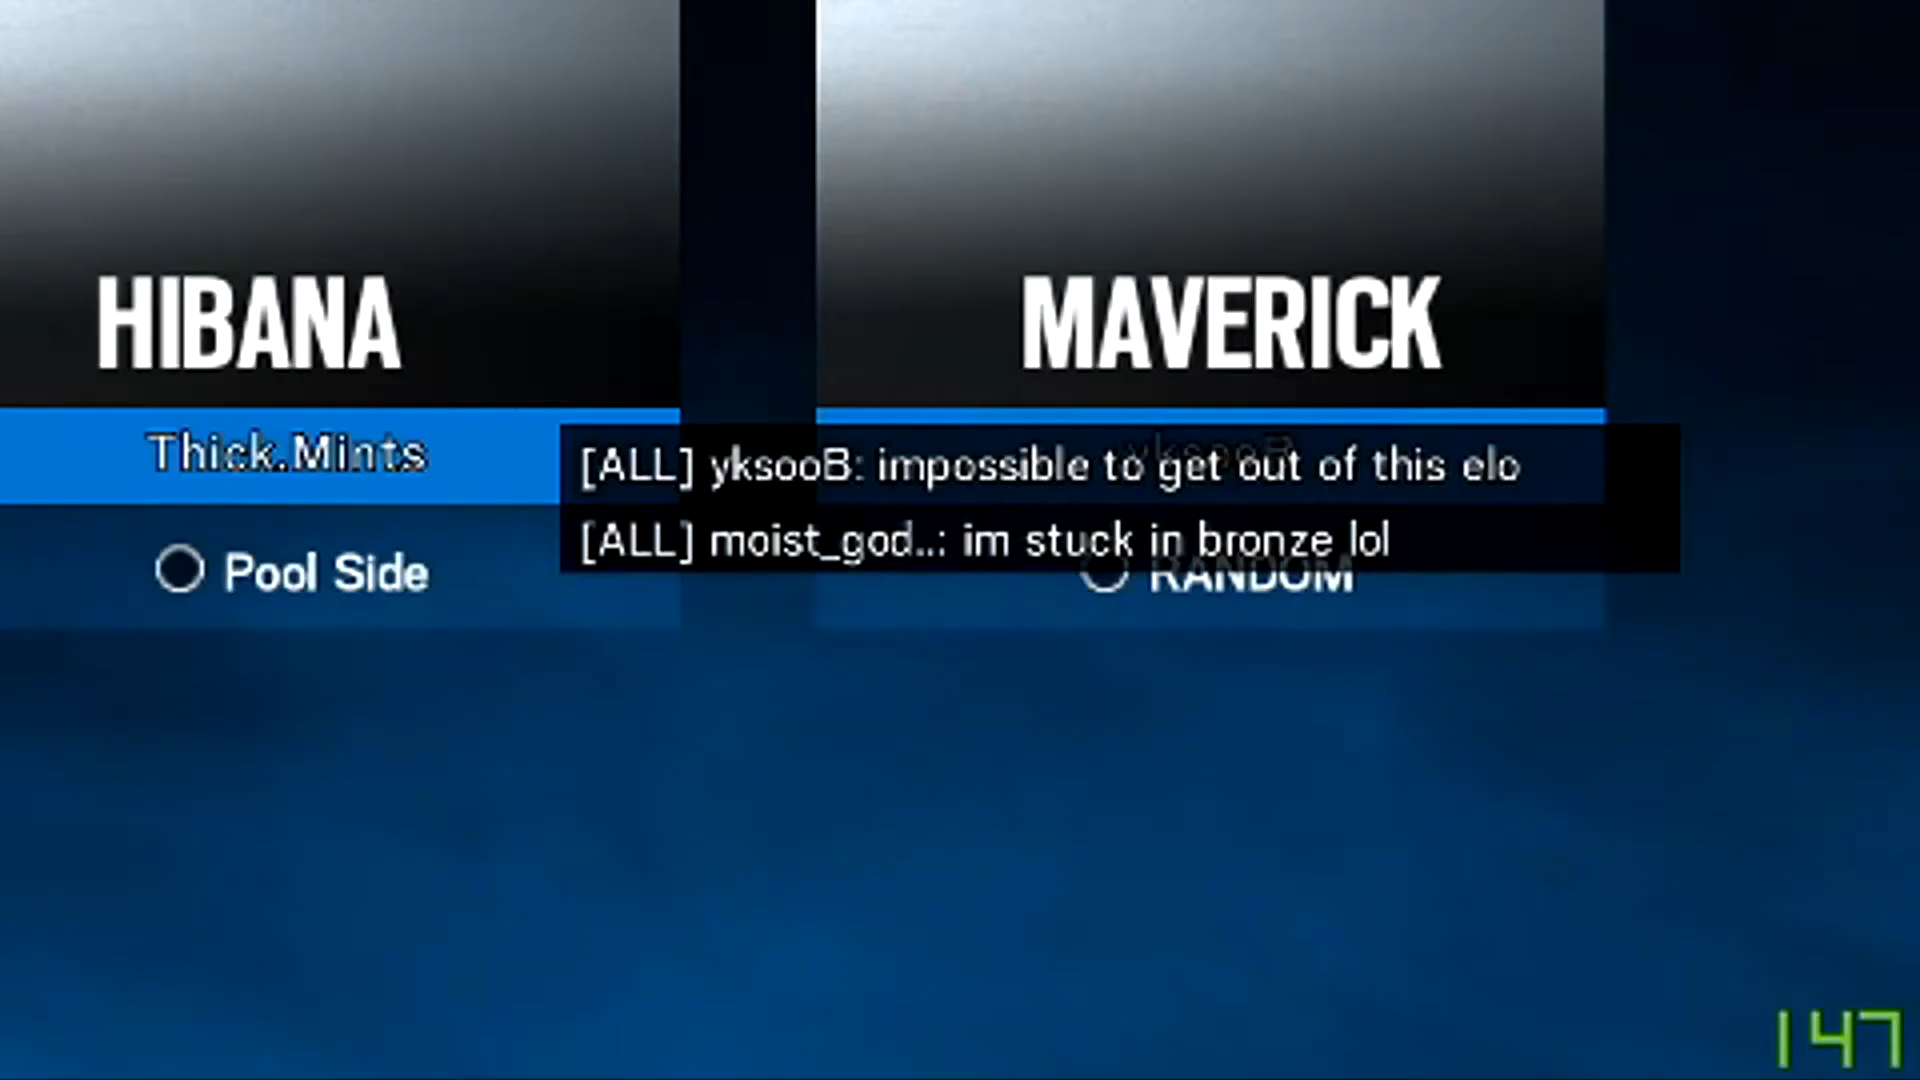 HIBANA
MAVERICK
Thick.Mints
yksooB
[ALL] yksooB: impossible to get out of this elo
[ALL] moist_god..: im stuck in bronze lol
Pool Side
RANDOM
147